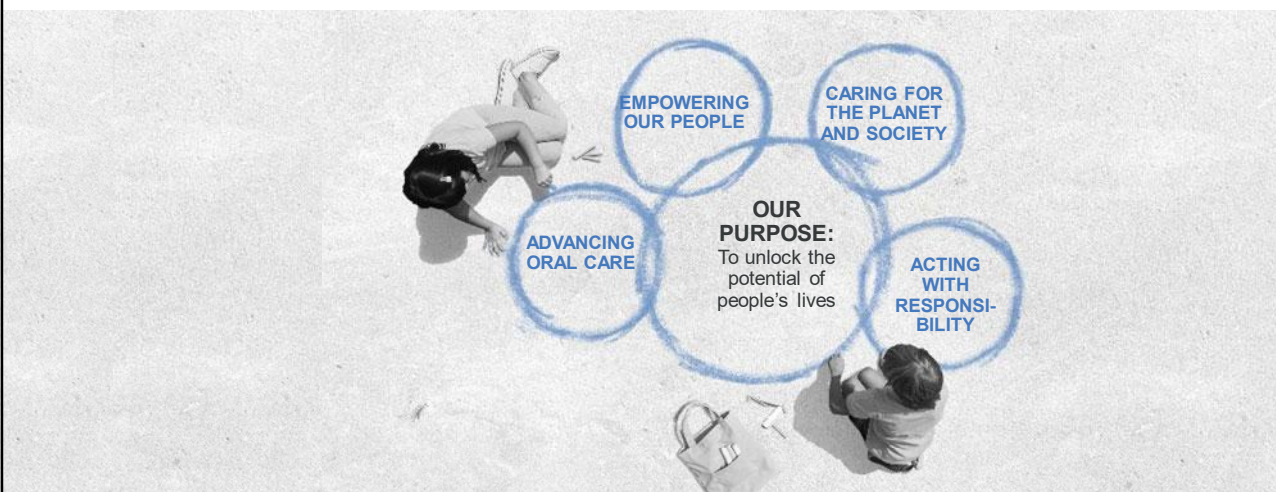 EMPOWERING
OUR PEOPLE
CARING FOR
THE PLANET
AND SOCIETY
ADVANCING
ORAL CARE
OUR
PURPOSE:
To unlock the
potential of
people’s lives
ACTING
WITH
RESPONSI-
BILITY